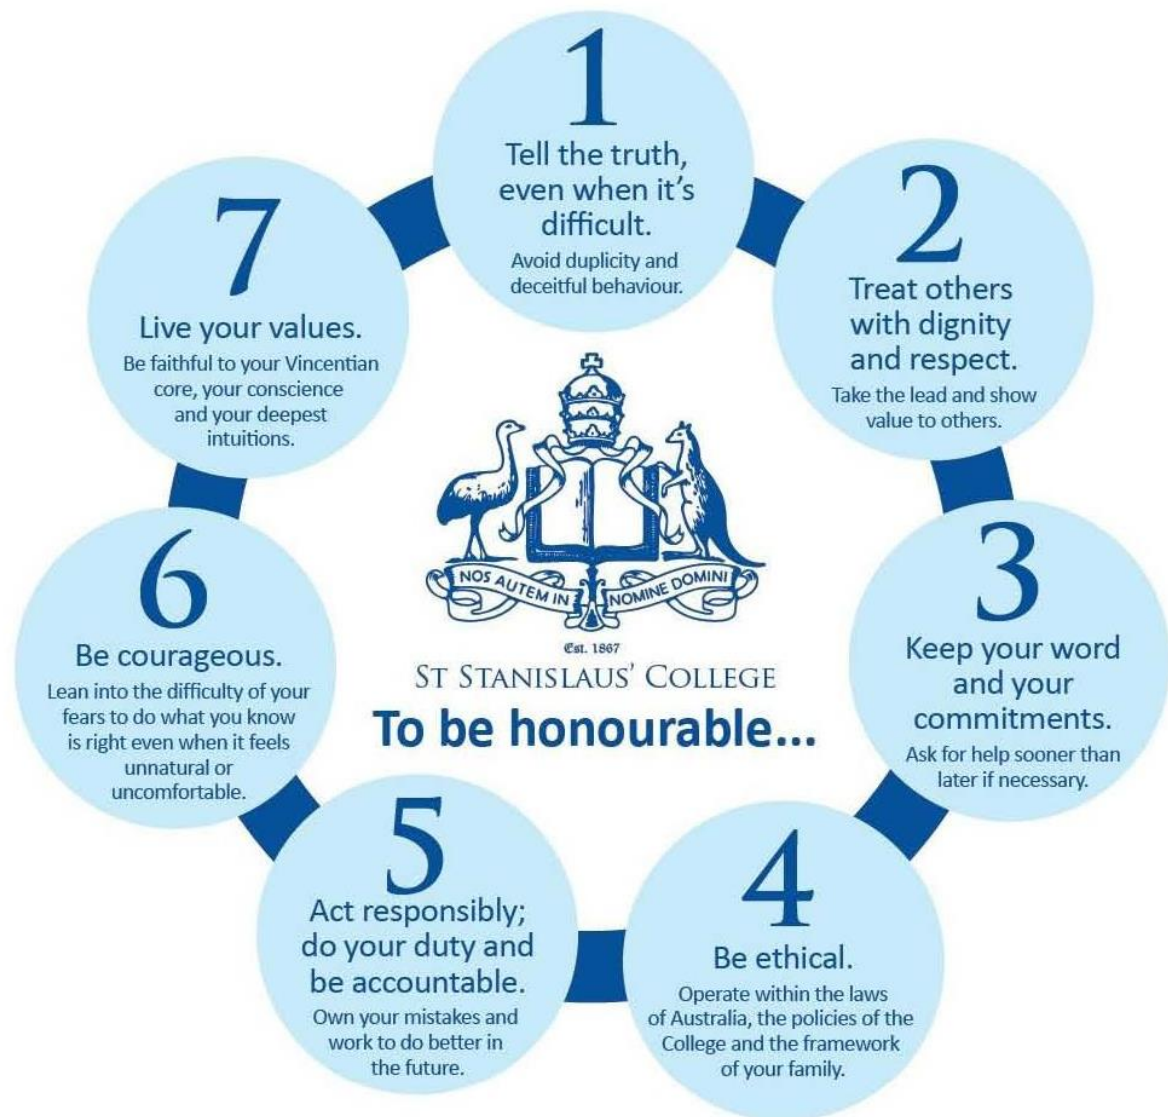 1
Tell the truth,
even when it's
difficult.
Avoid duplicity and
deceitful behaviour.
2
Treat others
with dignity
and respect.
Take the lead and show
value to others.
3
Keep your word
and your
commitments.
Ask for help sooner than
later if necessary.
4
Be ethical.
Operate within the laws
of Australia, the policies of the
College and the framework
of your family.
5
Act responsibly;
do your duty and
be accountable.
Own your mistakes and
work to do better in
the future.
6
Be courageous.
Lean into the difficulty of your
fears to do what you know
is right even when it feels
unnatural or
uncomfortable.
7
Live your values.
Be faithful to your Vincentian
core, your conscience
and your deepest
intuitions.
NOS AUTEM IN NOMINE DOMINI
Est. 1867
ST STANISLAUS' COLLEGE
To be honourable...